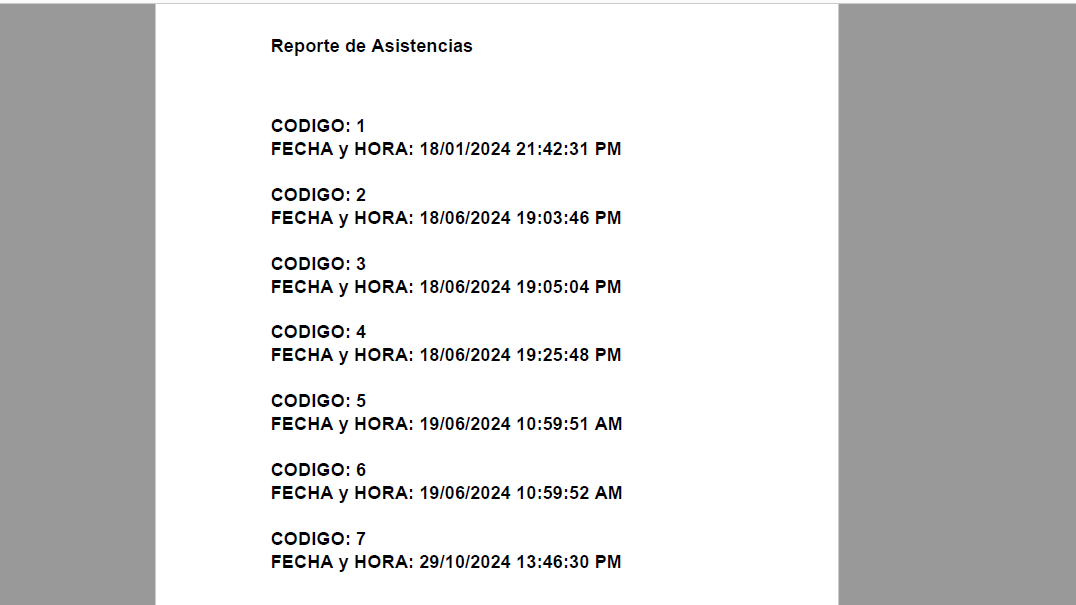 Reporte de Asistencias
CODIGO: 1
FECHA y HORA: 18/01/2024 21:42:31 PM
CODIGO: 2
FECHA y HORA: 18/06/2024 19:03:46 PM
CODIGO: 3
FECHA y HORA: 18/06/2024 19:05:04 PM
CODIGO: 4
FECHA y HORA: 18/06/2024 19:25:48 PM
CODIGO: 5
FECHA y HORA: 19/06/2024 10:59:51 AM
CODIGO: 6
FECHA y HORA: 19/06/2024 10:59:52 AM
CODIGO: 7
FECHA y HORA: 29/10/2024 13:46:30 PM